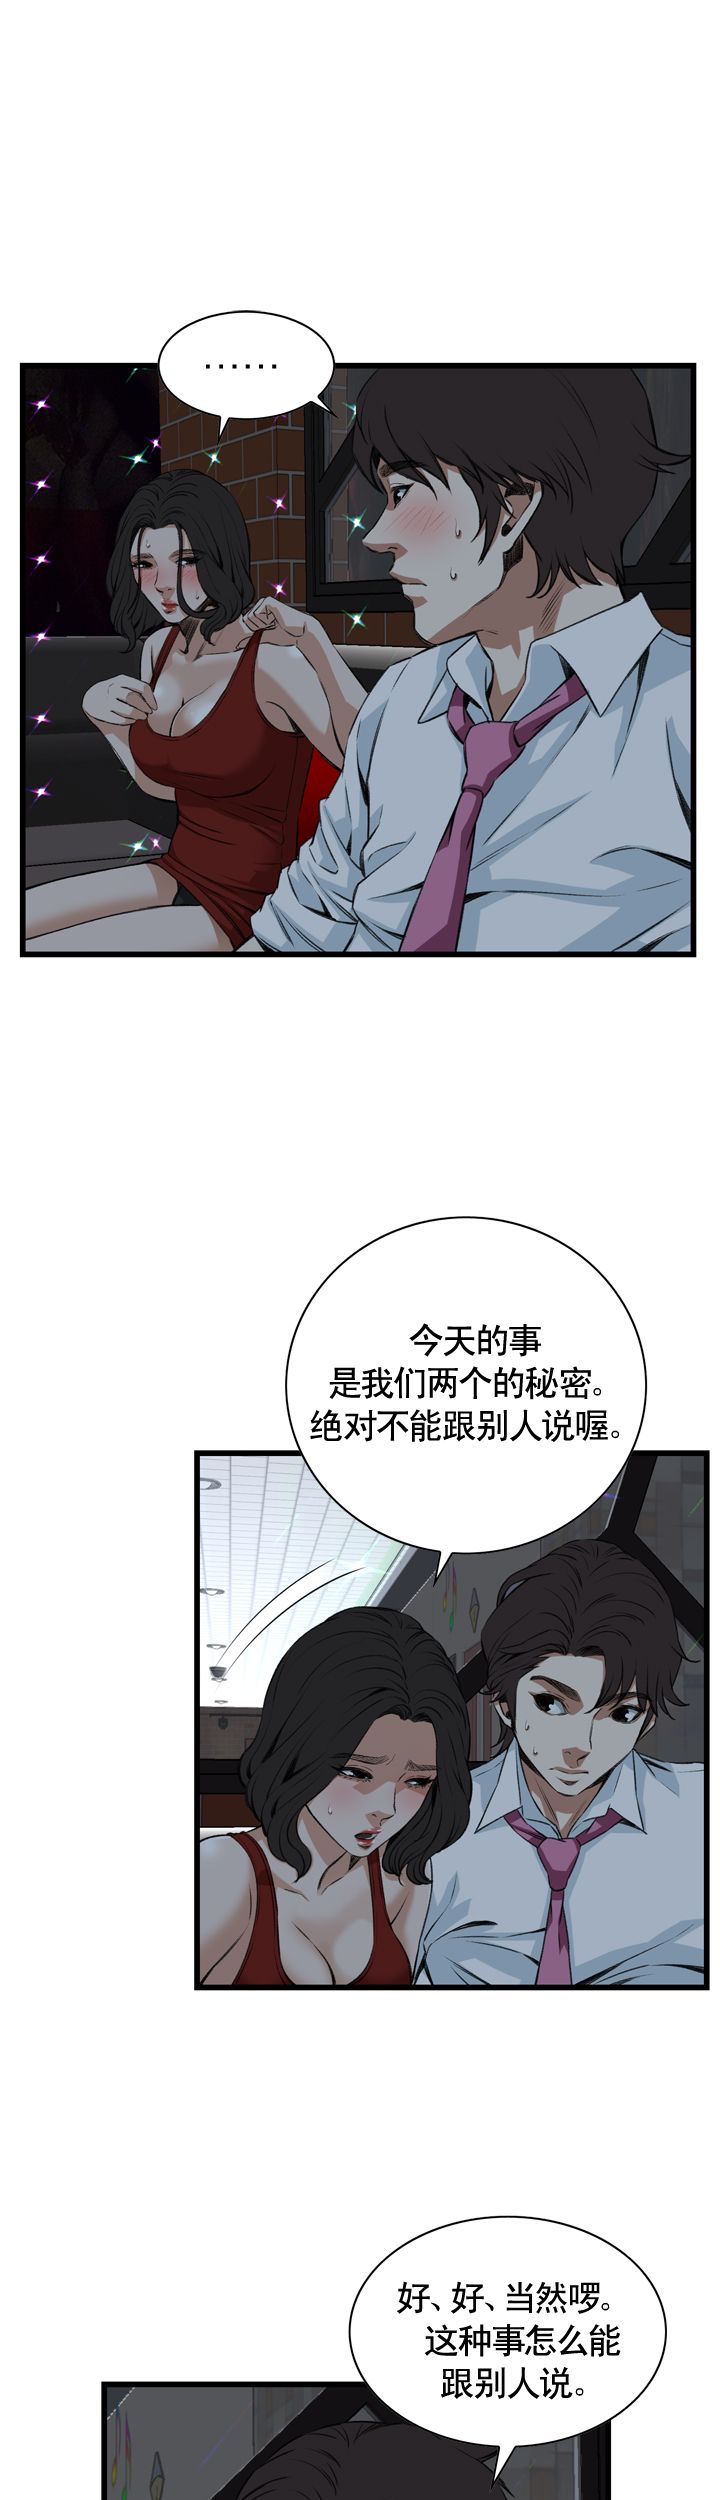 ······
今天的事
是我们两个的秘密。
绝对不能跟别人说喔。
好、好、当然啰。
这种事怎么能
跟别人说。